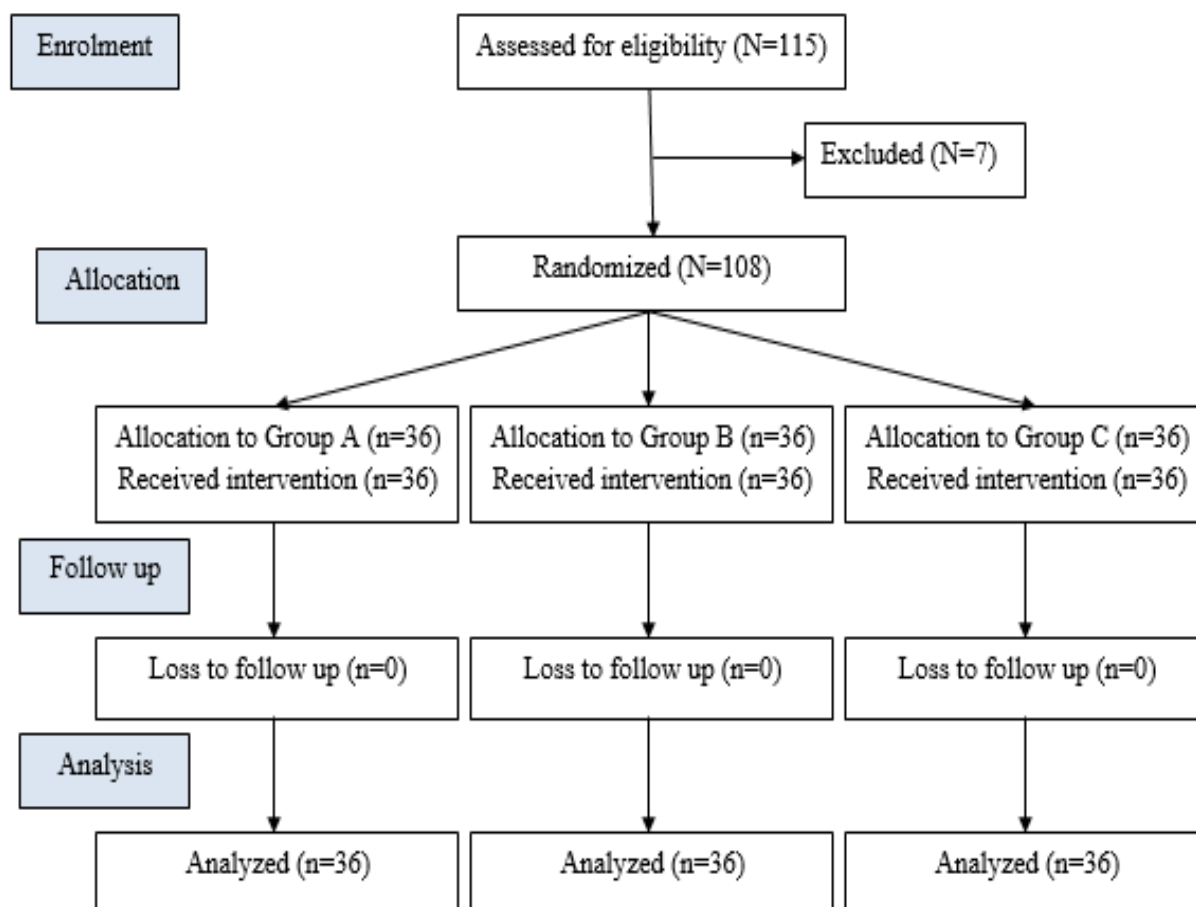 Enrolment
Assessed for eligibility (N=115)
Excluded (N=7)
Allocation
Randomized (N=108)
Allocation to Group A (n=36)
Received intervention (n=36)
Allocation to Group B (n=36)
Received intervention (n=36)
Allocation to Group C (n=36)
Received intervention (n=36)
Follow up
Loss to follow up (n=0)
Loss to follow up (n=0)
Loss to follow up (n=0)
Analysis
Analyzed (n=36)
Analyzed (n=36)
Analyzed (n=36)